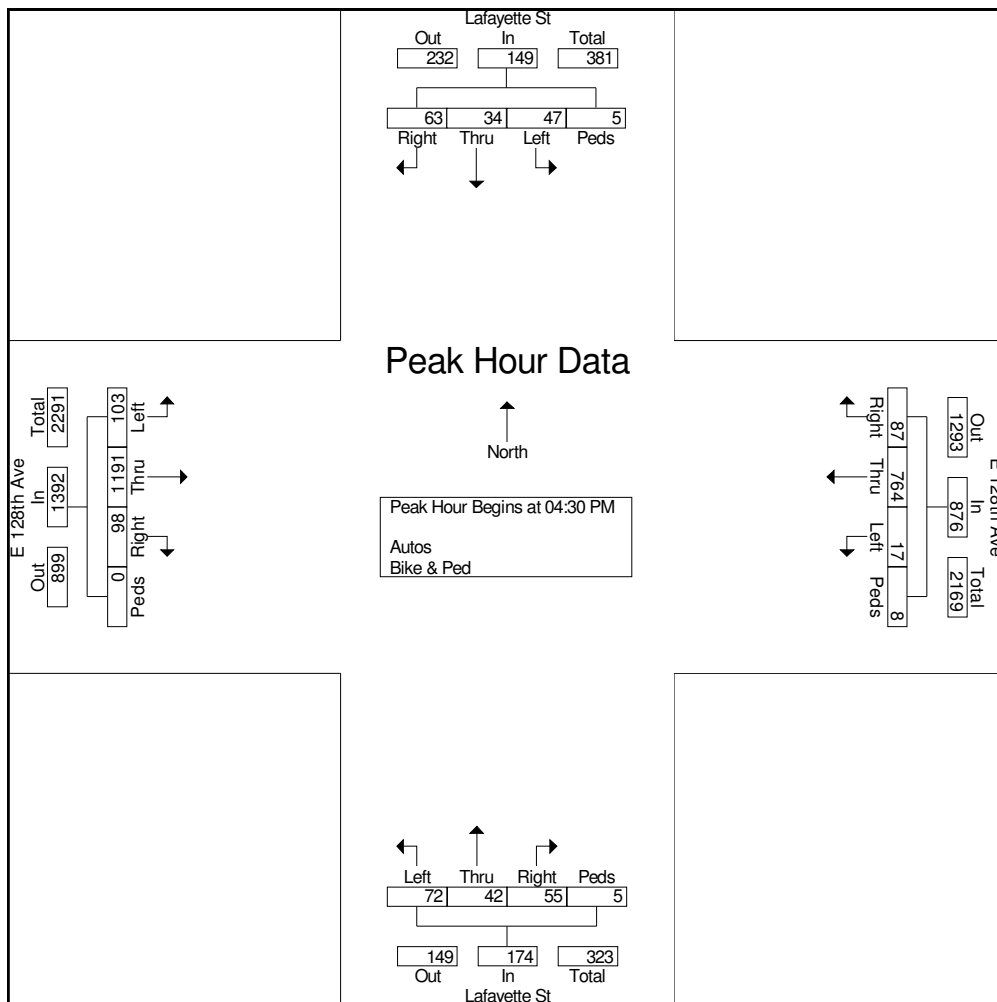 Lafayette St
Out In Total
232 149 381
63 34 47 5
Right Thru Left Peds
Peak Hour Data
North
Peak Hour Begins at 04:30 PM
Autos
Bike & Ped
E 128th Ave
Out In Total
899 1392 2291
103 1191 98 0
Left Thru Right Peds
E 128th Ave
Out In Total
1293 876 2169
87 764 17 8
Right Thru Left Peds
Left Thru Right Peds
72 42 55 5
149 174 323
Out In Total
Lafayette St